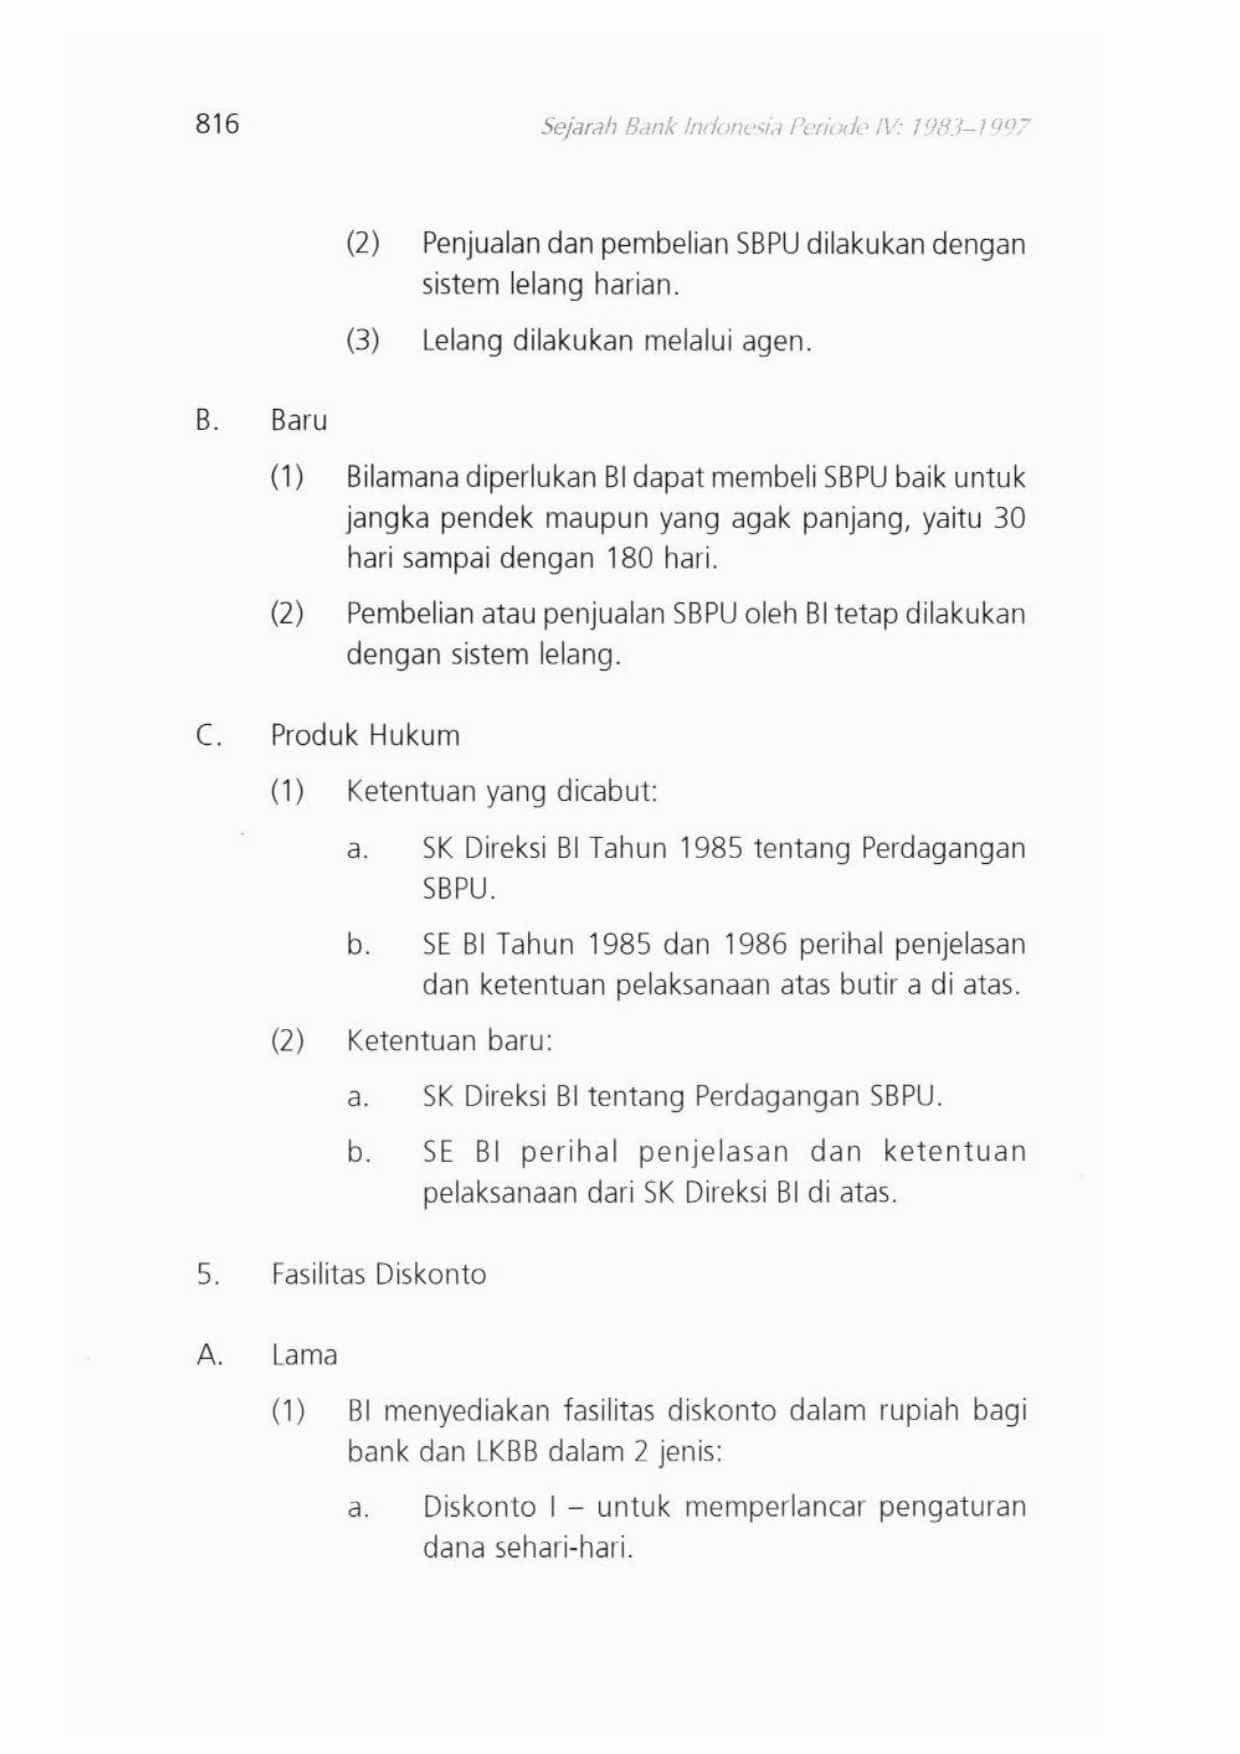 816 Sejarah Bank Indonesia Periode IV: 1983–1997
(2) Penjualan dan pembelian SBPU dilakukan dengan
sistem lelang harian.
(3) Lelang dilakukan melalui agen.
B. Baru
(1) Bilamana diperlukan BI dapat membeli SBPU baik untuk
jangka pendek maupun yang agak panjang, yaitu 30
hari sampai dengan 180 hari.
(2) Pembelian atau penjualan SBPU oleh BI tetap dilakukan
dengan sistem lelang.
C. Produk Hukum
(1) Ketentuan yang dicabut:
a. SK Direksi BI Tahun 1985 tentang Perdagangan
SBPU.
b. SE BI Tahun 1985 dan 1986 perihal penjelasan
dan ketentuan pelaksanaan atas butir a di atas.
(2) Ketentuan baru:
a. SK Direksi BI tentang Perdagangan SBPU.
b. SE BI perihal penjelasan dan ketentuan
pelaksanaan dari SK Direksi BI di atas.
5. Fasilitas Diskonto
A. Lama
(1) BI menyediakan fasilitas diskonto dalam rupiah bagi
bank dan LKBB dalam 2 jenis:
a. Diskonto I – untuk memperlancar pengaturan
dana sehari-hari.